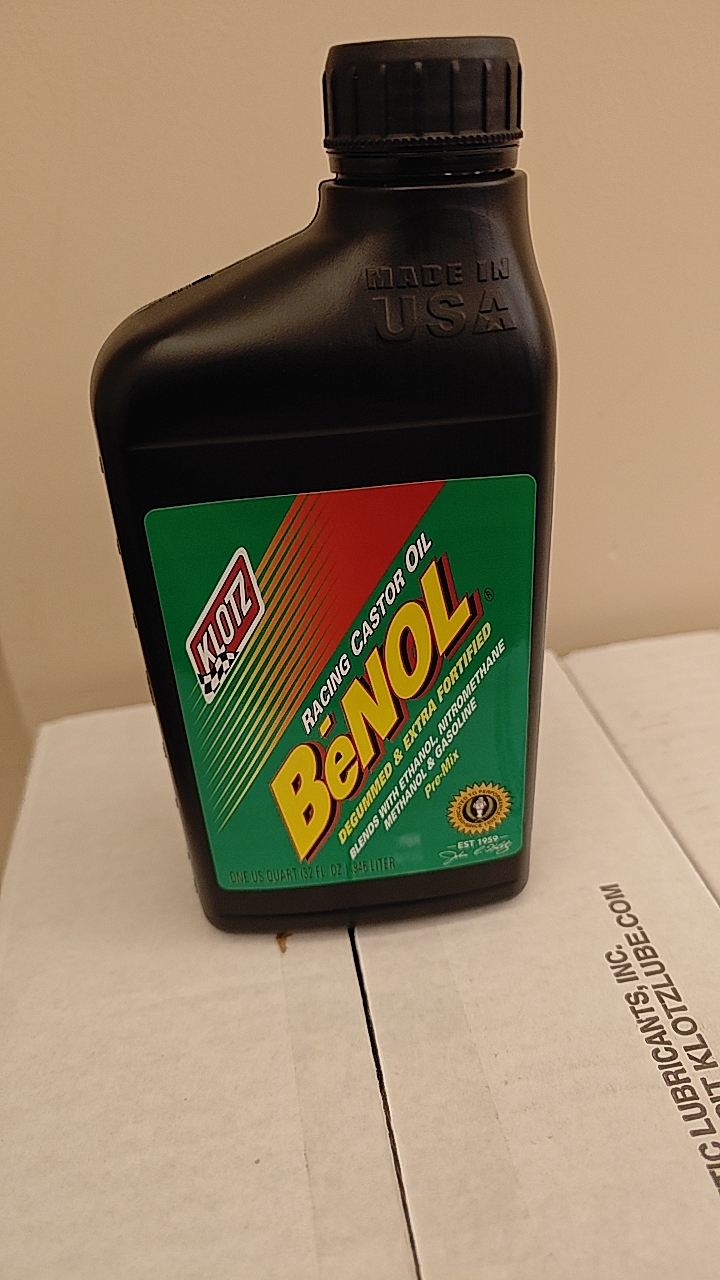 MADE IN
USA
KLOTZ
RACING CASTOR OIL
BeNOL®
DEGUMMED & EXTRA FORTIFIED
BLENDS WITH ETHANOL, NITROMETHANE
METHANOL & GASOLINE
Pre-Mix
EST 1959
ONE US QUART (32 FL OZ) .946 LITER
TIC LUBRICANTS, INC.
IT KLOTZLUBE.COM